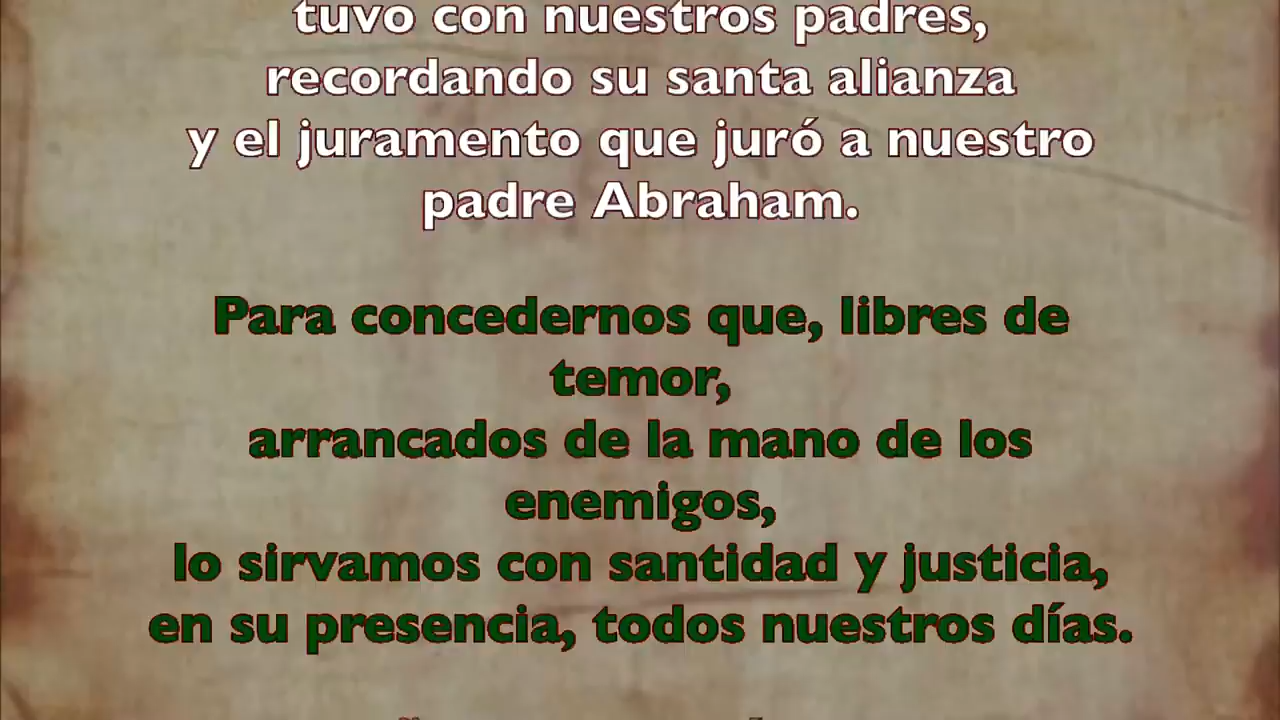 tuvo con nuestros padres,
recordando su santa alianza
y el juramento que juró a nuestro
padre Abraham.
Para concedernos que, libres de
temor,
arrancados de la mano de los
enemigos,
lo sirvamos con santidad y justicia,
en su presencia, todos nuestros días.